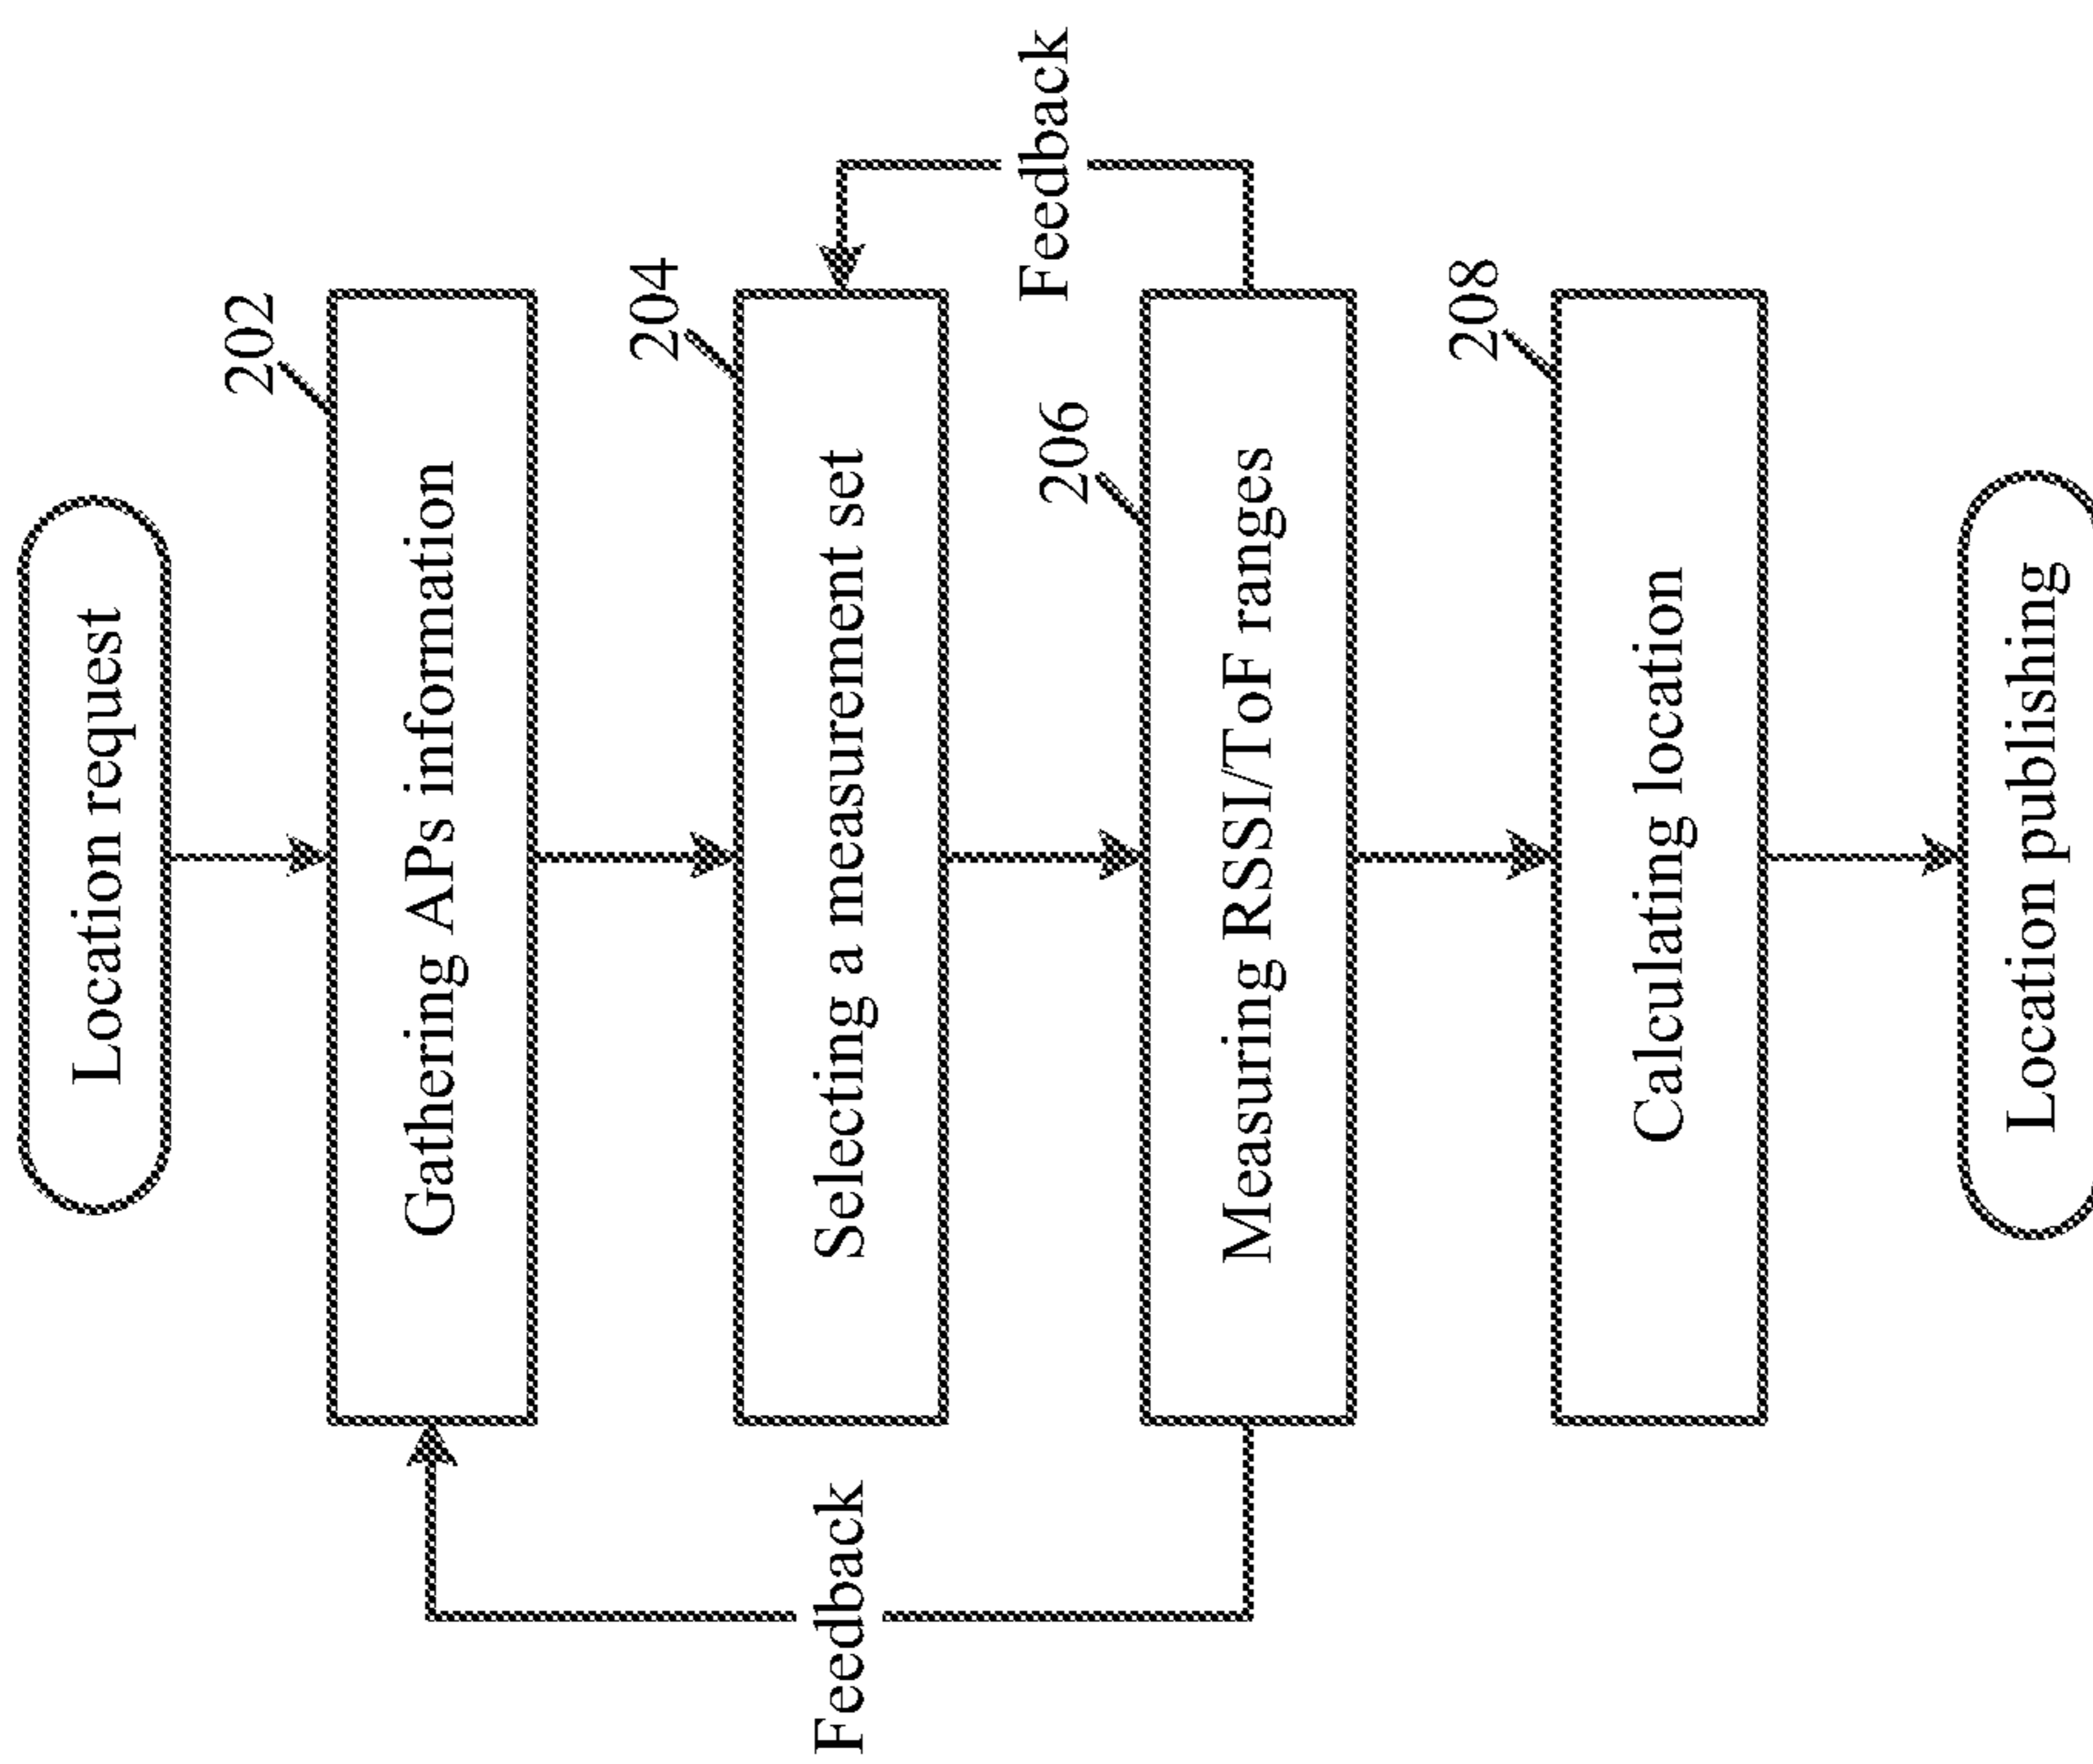 Location request
202
Gathering APs information
204
Selecting a measurement set
Feedback
Feedback
206
Measuring RSSI/ToF ranges
208
Calculating location
Location publishing